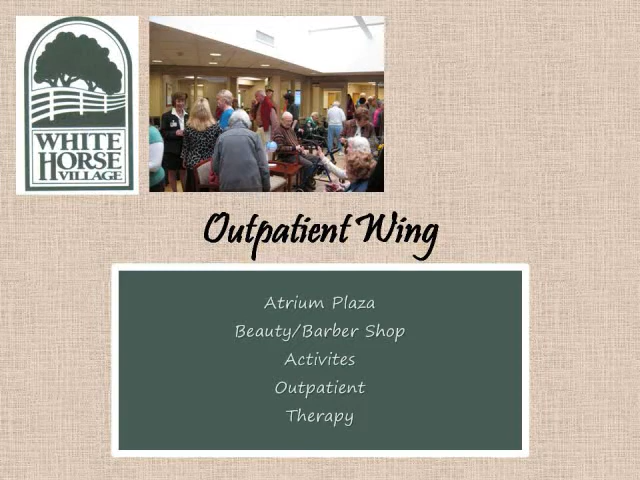 WHITE
HORSE
VILLAGE
Outpatient Wing
Atrium Plaza
Beauty/Barber Shop
Activites
Outpatient
Therapy